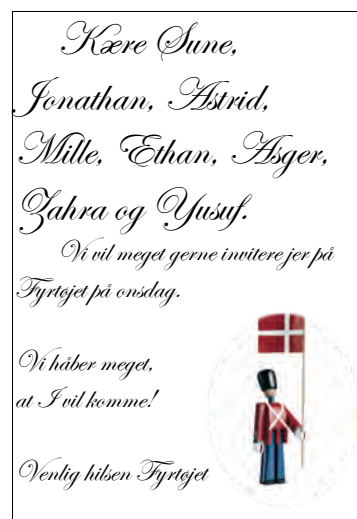 Kære Sune,
Jonathan, Astrid,
Mille, Ethan, Asger,
Zahra og Yusuf.
Vi vil meget gerne invitere jer på
Fyrtøjet på onsdag.
Vi håber meget,
at I vil komme!
Venlig hilsen Fyrtøjet